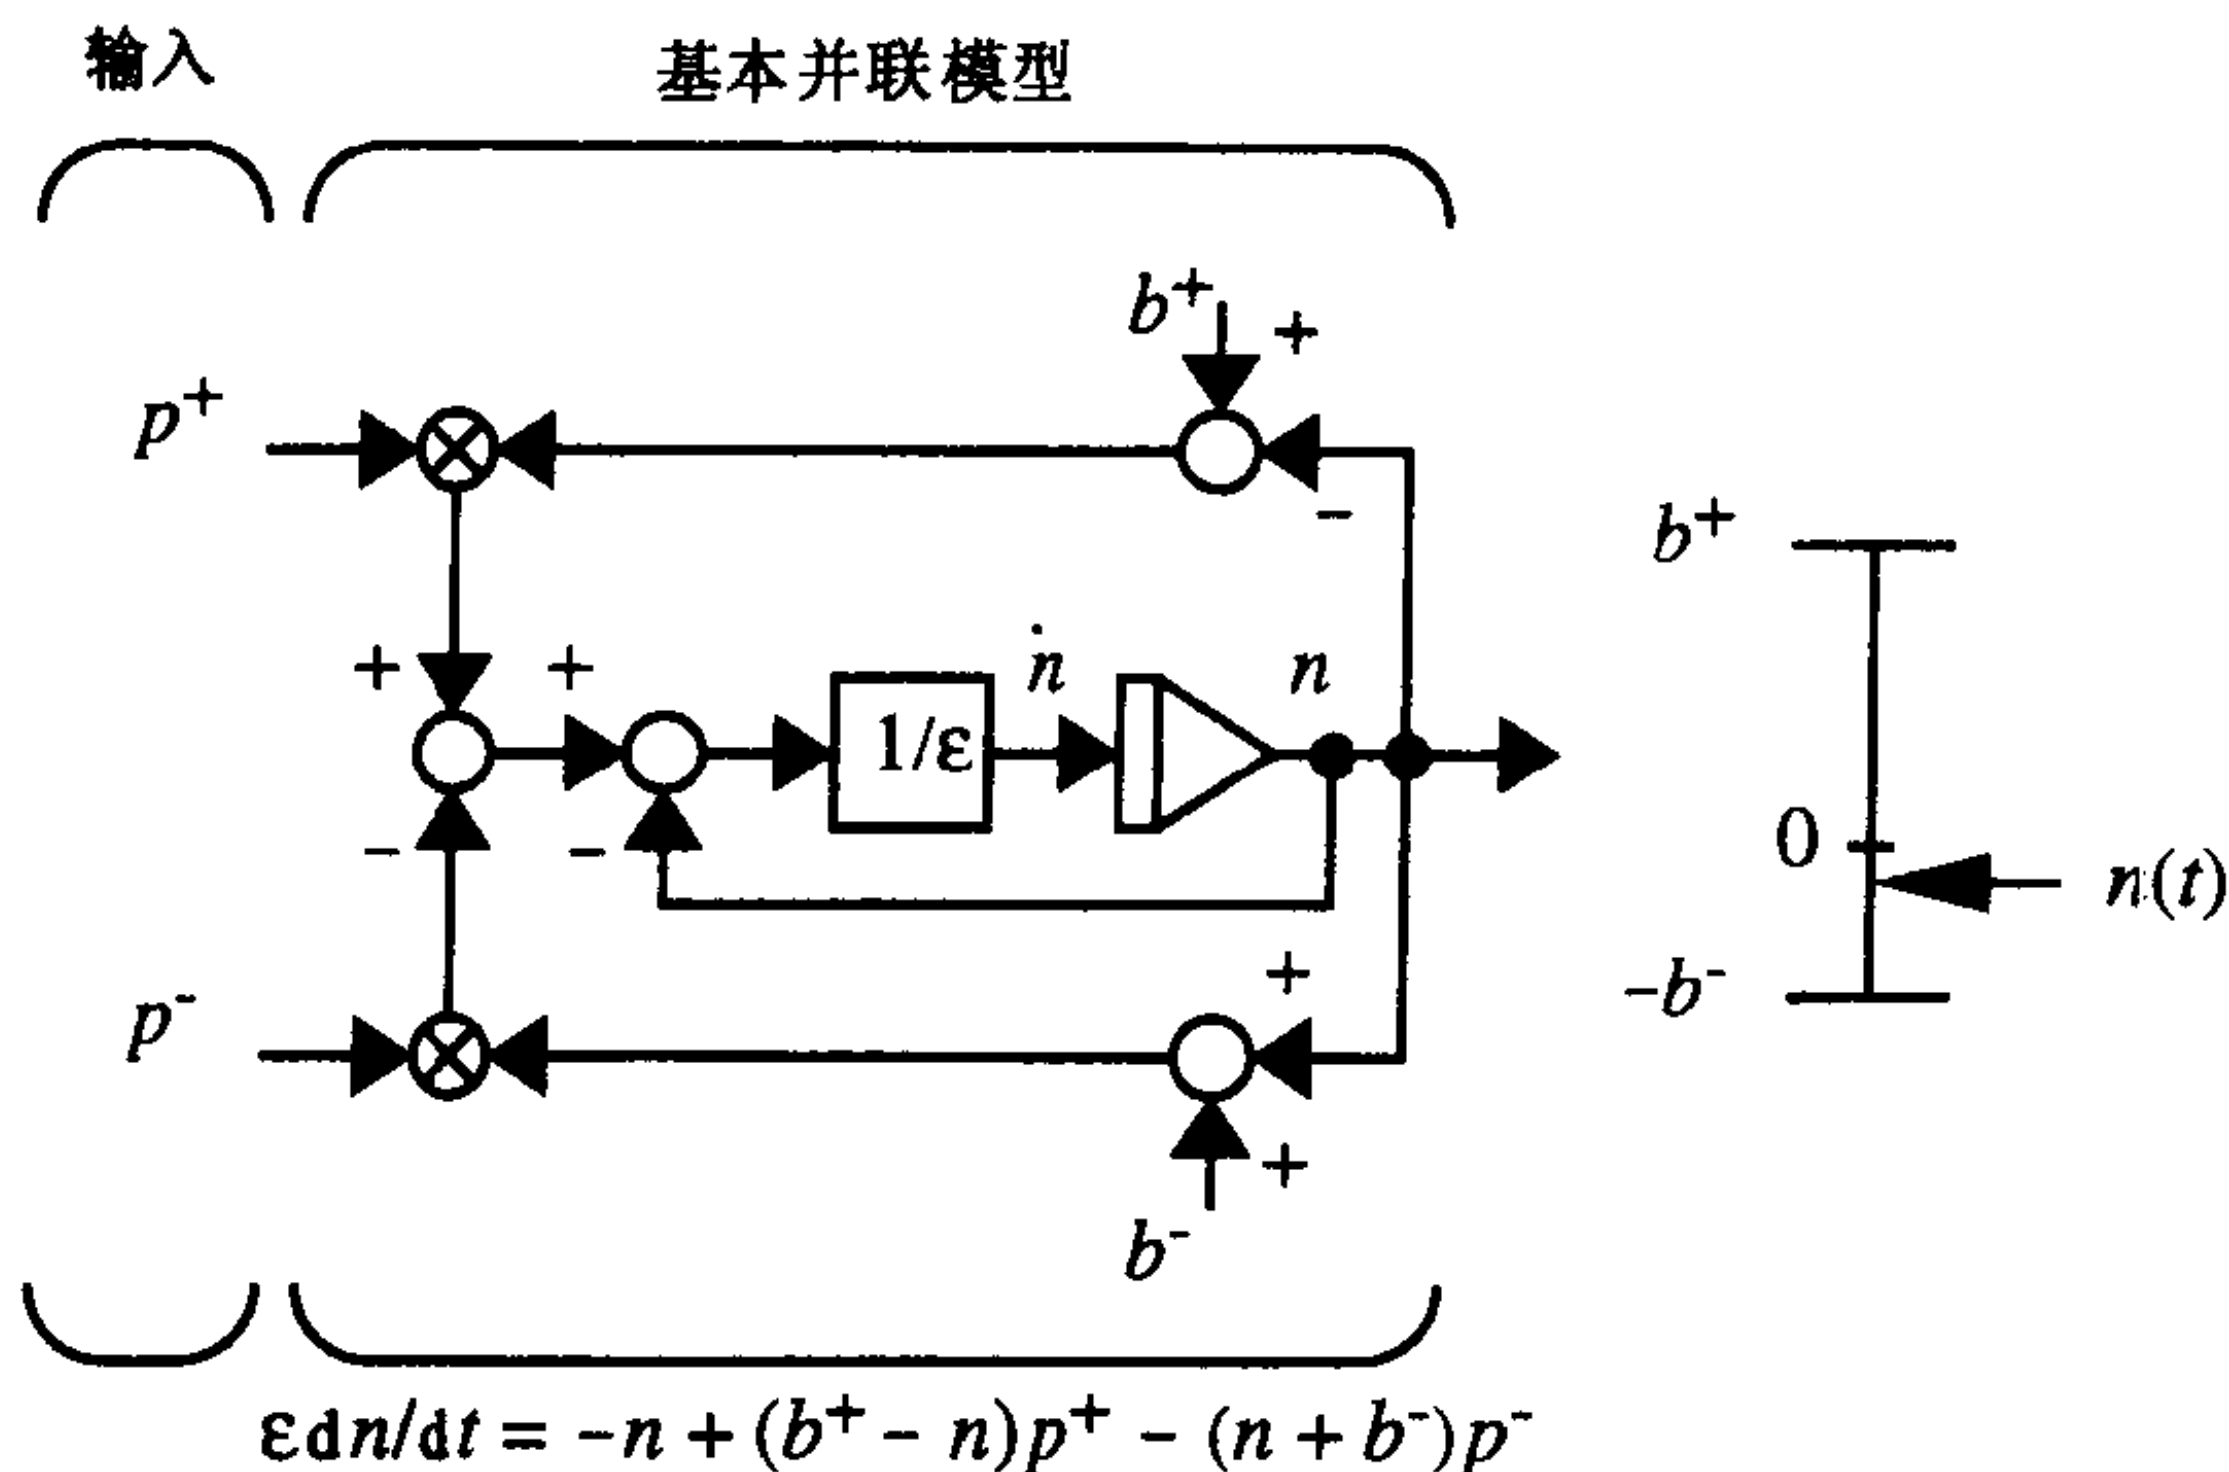 输入
基本并联模型
b⁺
+
p⁺
−
b⁺
+
+
1/ε
ṅ
n
0
−
−
n(t)
+
p⁻
−b⁻
+
b⁻
εdn/dt = −n + (b⁺ − n)p⁺ − (n + b⁻)p⁻